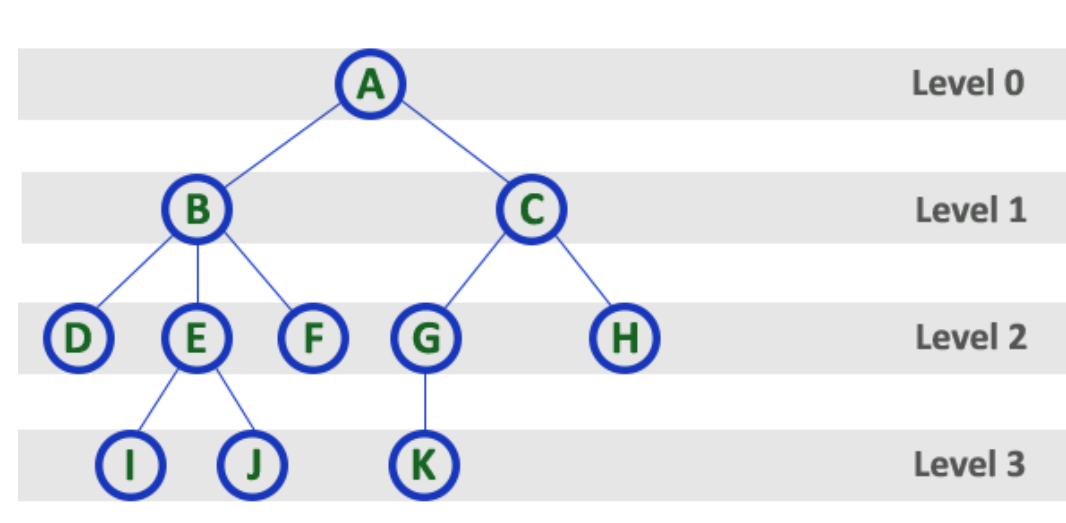 A Level 0
B C Level 1
D E F G H Level 2
I J K Level 3